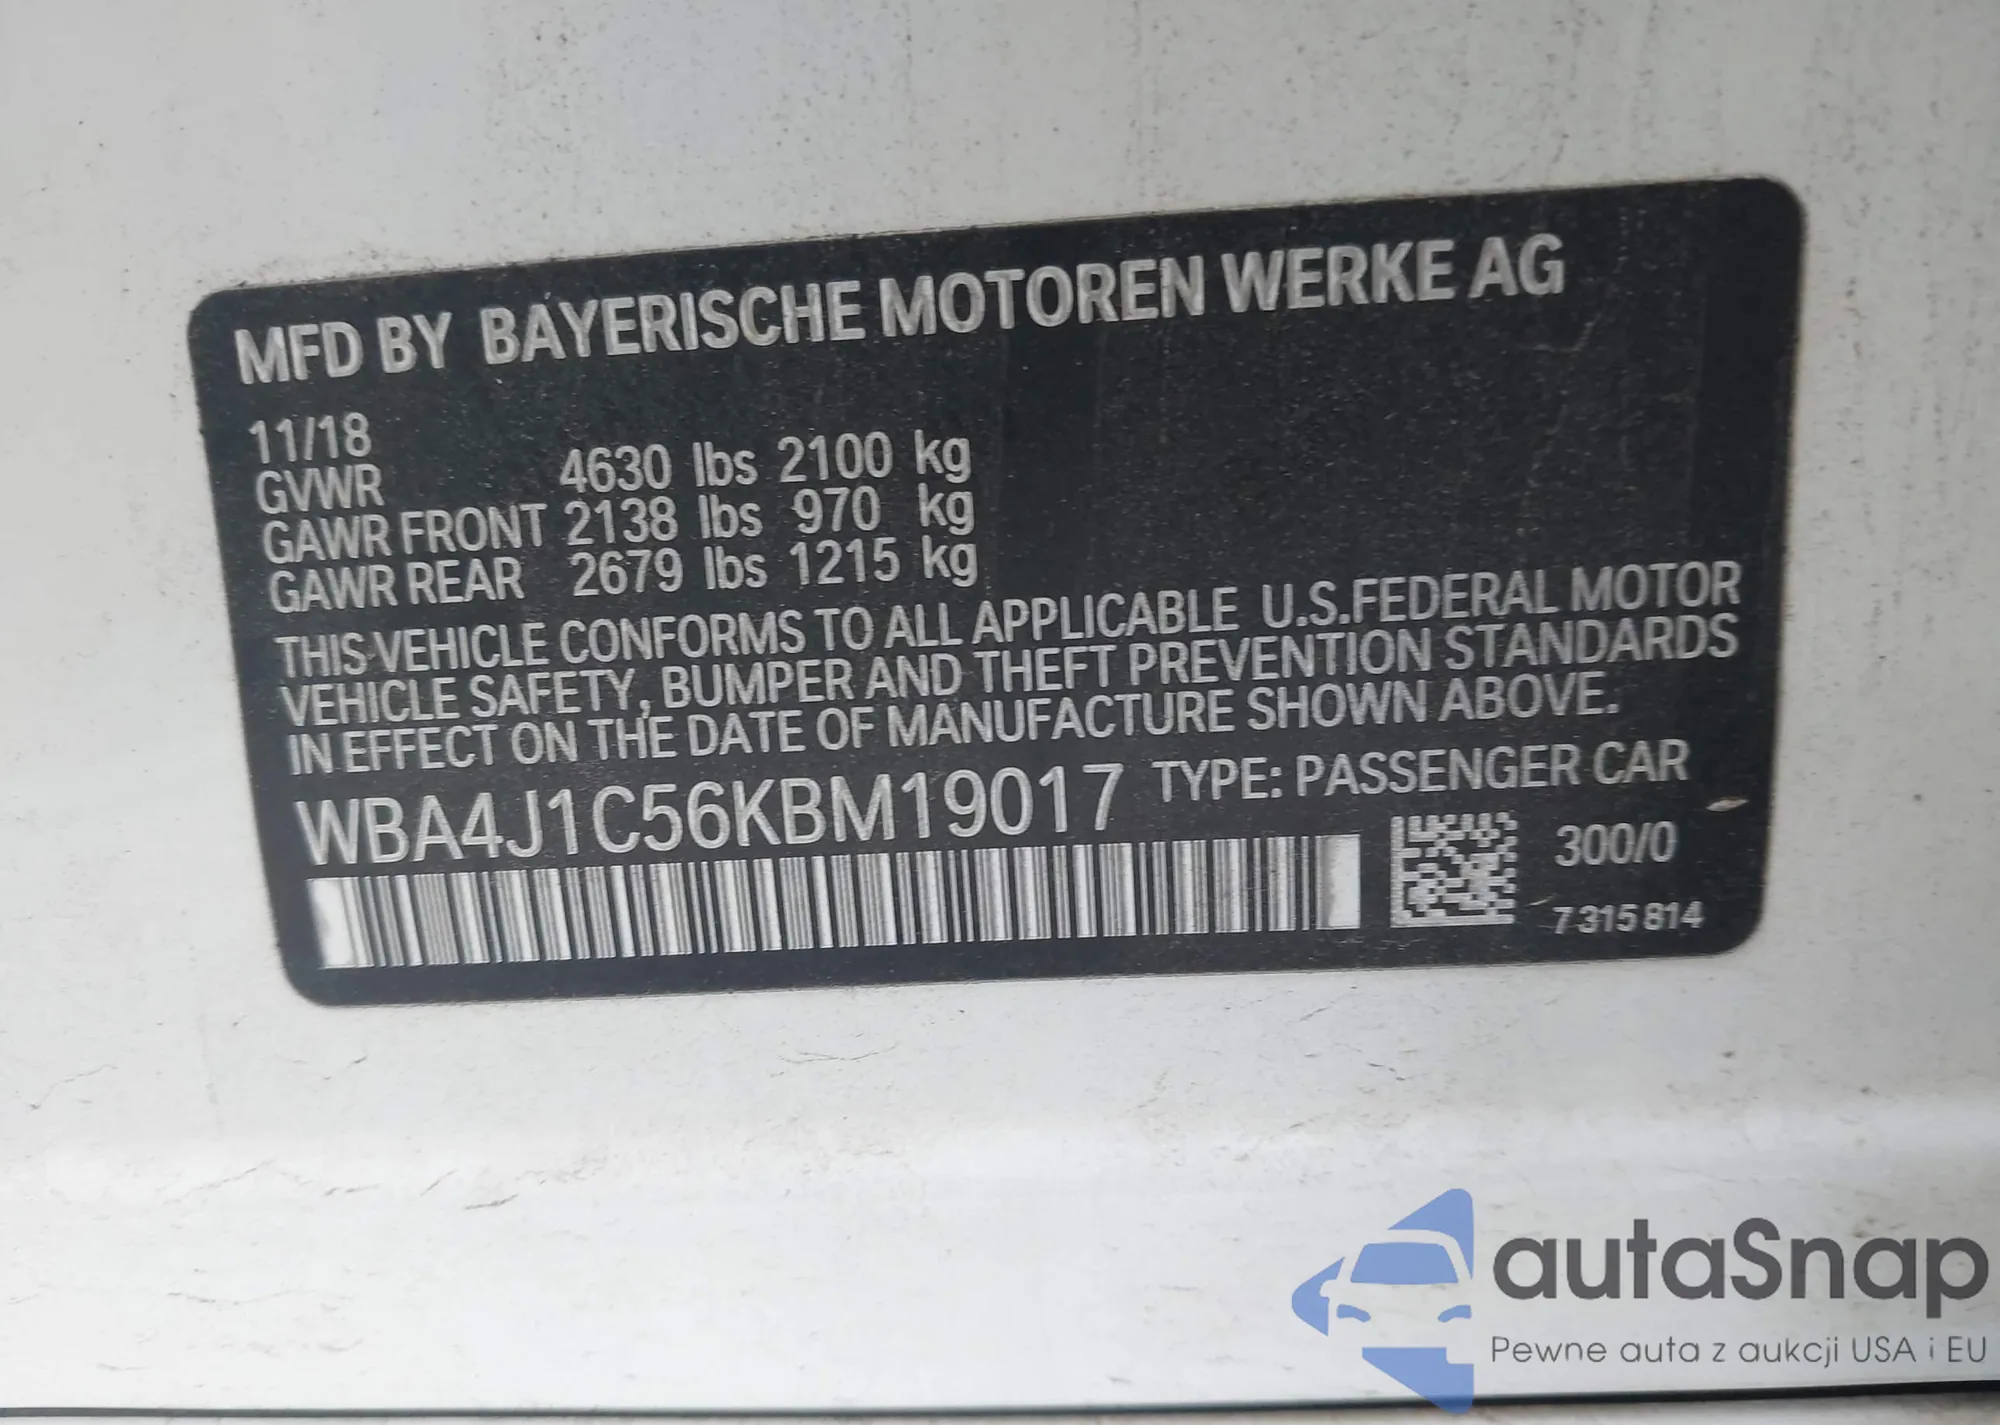 MFD BY BAYERISCHE MOTOREN WERKE AG
11/18
GVWR 4630 lbs 2100 kg
GAWR FRONT 2138 lbs 970 kg
GAWR REAR 2679 lbs 1215 kg
THIS VEHICLE CONFORMS TO ALL APPLICABLE U.S.FEDERAL MOTOR
VEHICLE SAFETY, BUMPER AND THEFT PREVENTION STANDARDS
IN EFFECT ON THE DATE OF MANUFACTURE SHOWN ABOVE.
WBA4J1C56KBM19017 TYPE: PASSENGER CAR
300/0
7315814
autaSnap
Pewne auta z aukcji USA i EU